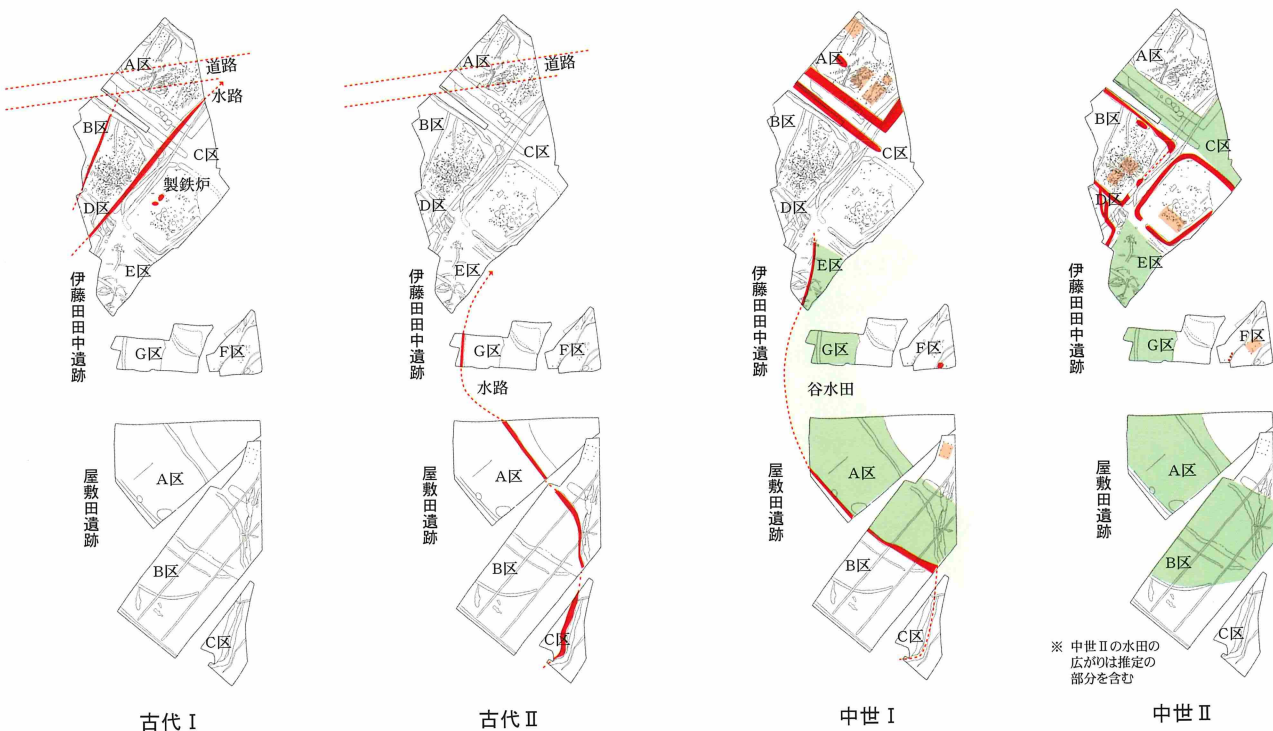 A区
道路
水路
B区
C区
製鉄炉
D区
E区
伊藤田田中遺跡
G区
F区
屋敷田遺跡
A区
B区
C区
古代Ⅰ
A区
道路
B区
C区
D区
E区
伊藤田田中遺跡
G区
F区
水路
屋敷田遺跡
A区
B区
C区
古代Ⅱ
A区
B区
C区
D区
E区
伊藤田田中遺跡
G区
F区
谷水田
屋敷田遺跡
A区
B区
C区
中世Ⅰ
A区
B区
C区
D区
E区
伊藤田田中遺跡
F区
G区
屋敷田遺跡
A区
B区
C区
※ 中世Ⅱの水田の
広がりは推定の
部分を含む
中世Ⅱ